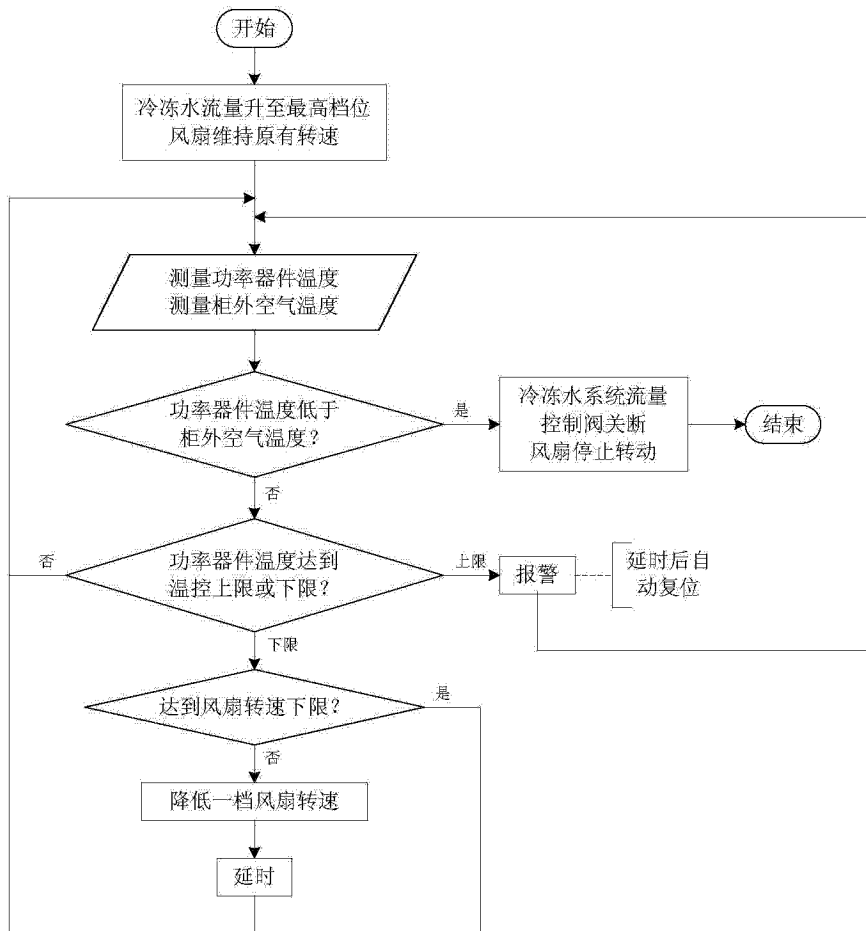 开始
冷冻水流量升至最高档位
风扇维持原有转速
测量功率器件温度
测量柜外空气温度
功率器件温度低于
柜外空气温度？
是
冷冻水系统流量
控制阀关断
风扇停止转动
结束
否
否
功率器件温度达到
温控上限或下限？
上限
报警
延时后自
动复位
下限
达到风扇转速下限？
是
否
降低一档风扇转速
延时